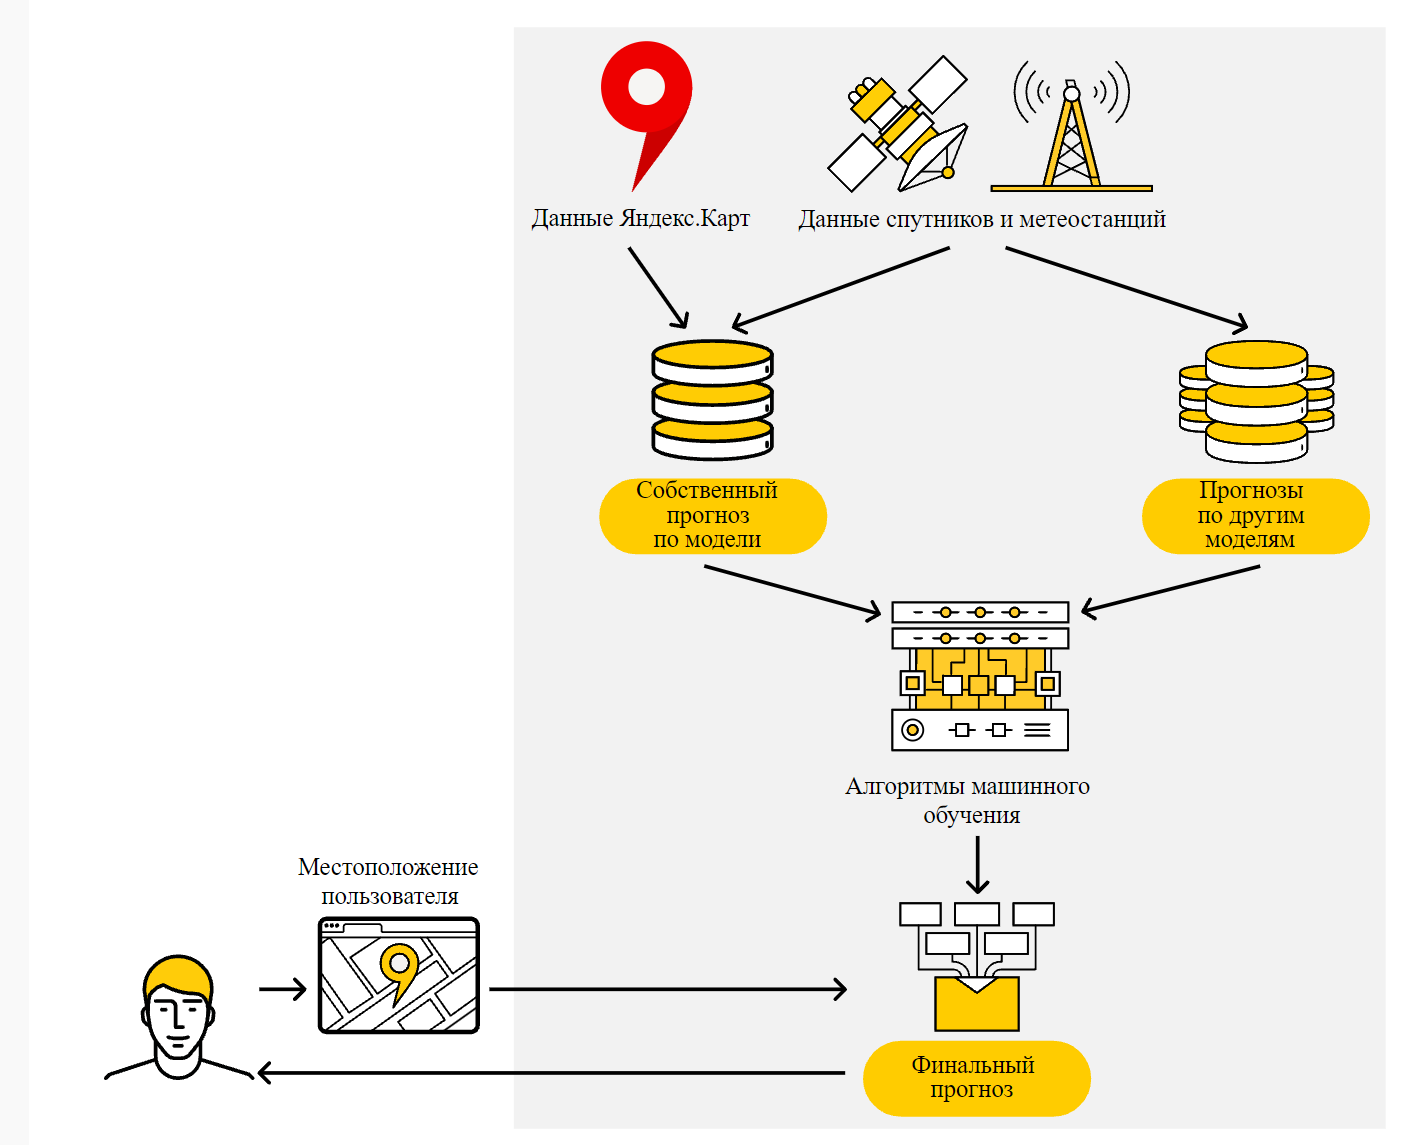 Данные Яндекс.Карт
Данные спутников и метеостанций
Собственный
прогноз
по модели
Прогнозы
по другим
моделям
Алгоритмы машинного
обучения
Местоположение
пользователя
Финальный
прогноз